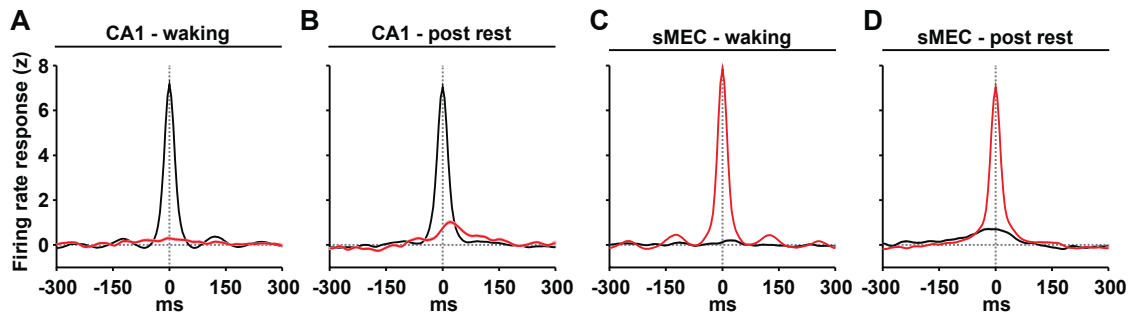 A
CA1 - waking
B
CA1 - post rest
C
sMEC - waking
D
sMEC - post rest
Firing rate response (z)
8
6
4
2
0
-300 -150 0 150 300
ms
-300 -150 0 150 300
ms
-300 -150 0 150 300
ms
-300 -150 0 150 300
ms